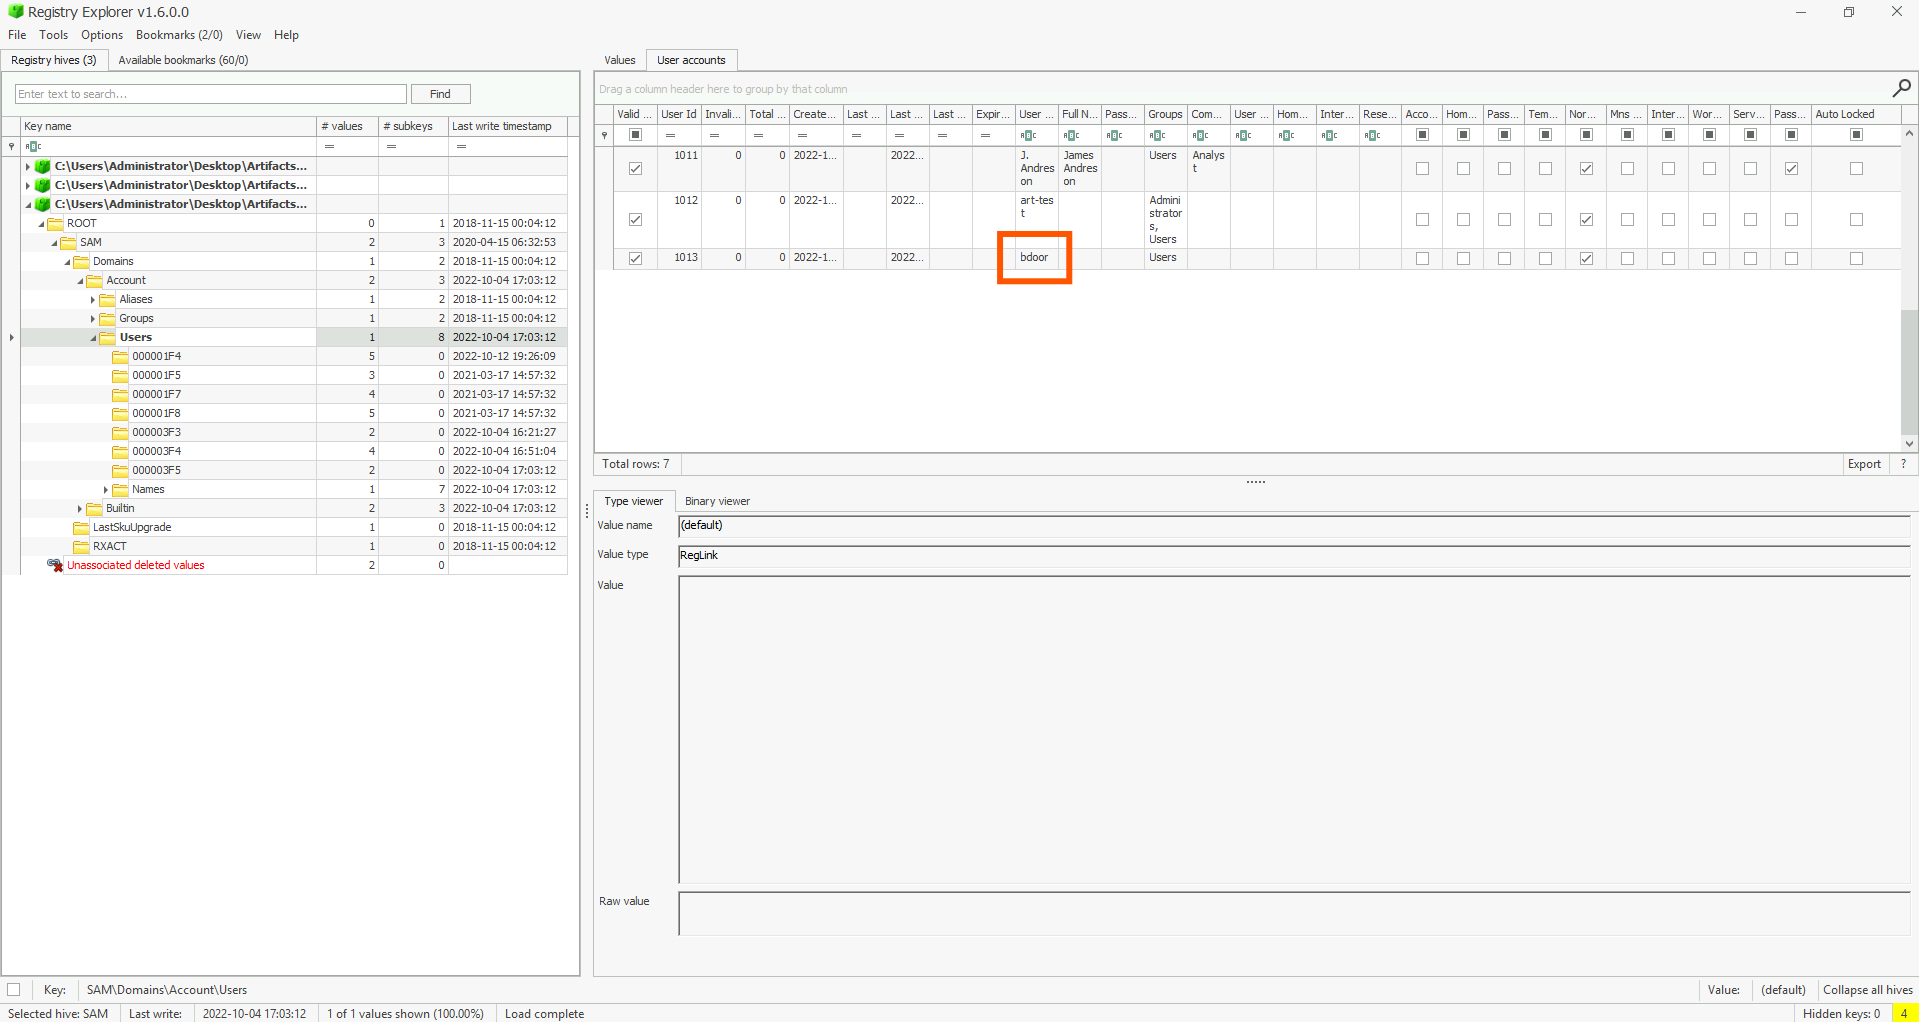 Registry Explorer v1.6.0.0
File Tools Options Bookmarks (2/0) View Help
Registry hives (3) Available bookmarks (60/0)
Enter text to search... Find
Key name # values # subkeys Last write timestamp
= = =
C:\Users\Administrator\Desktop\Artifacts...
C:\Users\Administrator\Desktop\Artifacts...
C:\Users\Administrator\Desktop\Artifacts...
ROOT 0 1 2018-11-15 00:04:12
SAM 2 3 2020-04-15 06:32:53
Domains 1 2 2018-11-15 00:04:12
Account 2 3 2022-10-04 17:03:12
Aliases 1 2 2018-11-15 00:04:12
Groups 1 2 2018-11-15 00:04:12
Users 1 8 2022-10-04 17:03:12
000001F4 5 0 2022-10-12 19:26:09
000001F5 3 0 2021-03-17 14:57:32
000001F7 4 0 2021-03-17 14:57:32
000001F8 5 0 2021-03-17 14:57:32
000003F3 2 0 2022-10-04 16:21:27
000003F4 4 0 2022-10-04 16:51:04
000003F5 2 0 2022-10-04 17:03:12
Names 1 7 2022-10-04 17:03:12
Builtin 2 3 2022-10-04 17:03:12
LastSkuUpgrade 1 0 2018-11-15 00:04:12
RXACT 1 0 2018-11-15 00:04:12
Unassociated deleted values 2 0
Values User accounts
Drag a column header here to group by that column
Valid ... User Id Invali... Total ... Create... Last ... Last ... Last ... Expir... User ... Full N... Pass... Groups Com... User ... Hom... Inter... Rese... Acco... Hom... Pass... Tem... Nor... Mns ... Inter... Wor... Serv... Pass... Auto Locked
= = = = = = = =
1011 0 0 2022-1... 2022... J. James Users Analys
Andres Andres t
on on
1012 0 0 2022-1... 2022... art-tes Admini
t strator
s,
Users
1013 0 0 2022-1... 2022... bdoor Users
Total rows: 7 Export ?
Type viewer Binary viewer
Value name (default)
Value type RegLink
Value
Raw value
Key: SAM\Domains\Account\Users Value: (default) Collapse all hives
Selected hive: SAM Last write: 2022-10-04 17:03:12 1 of 1 values shown (100.00%) Load complete Hidden keys: 0 4